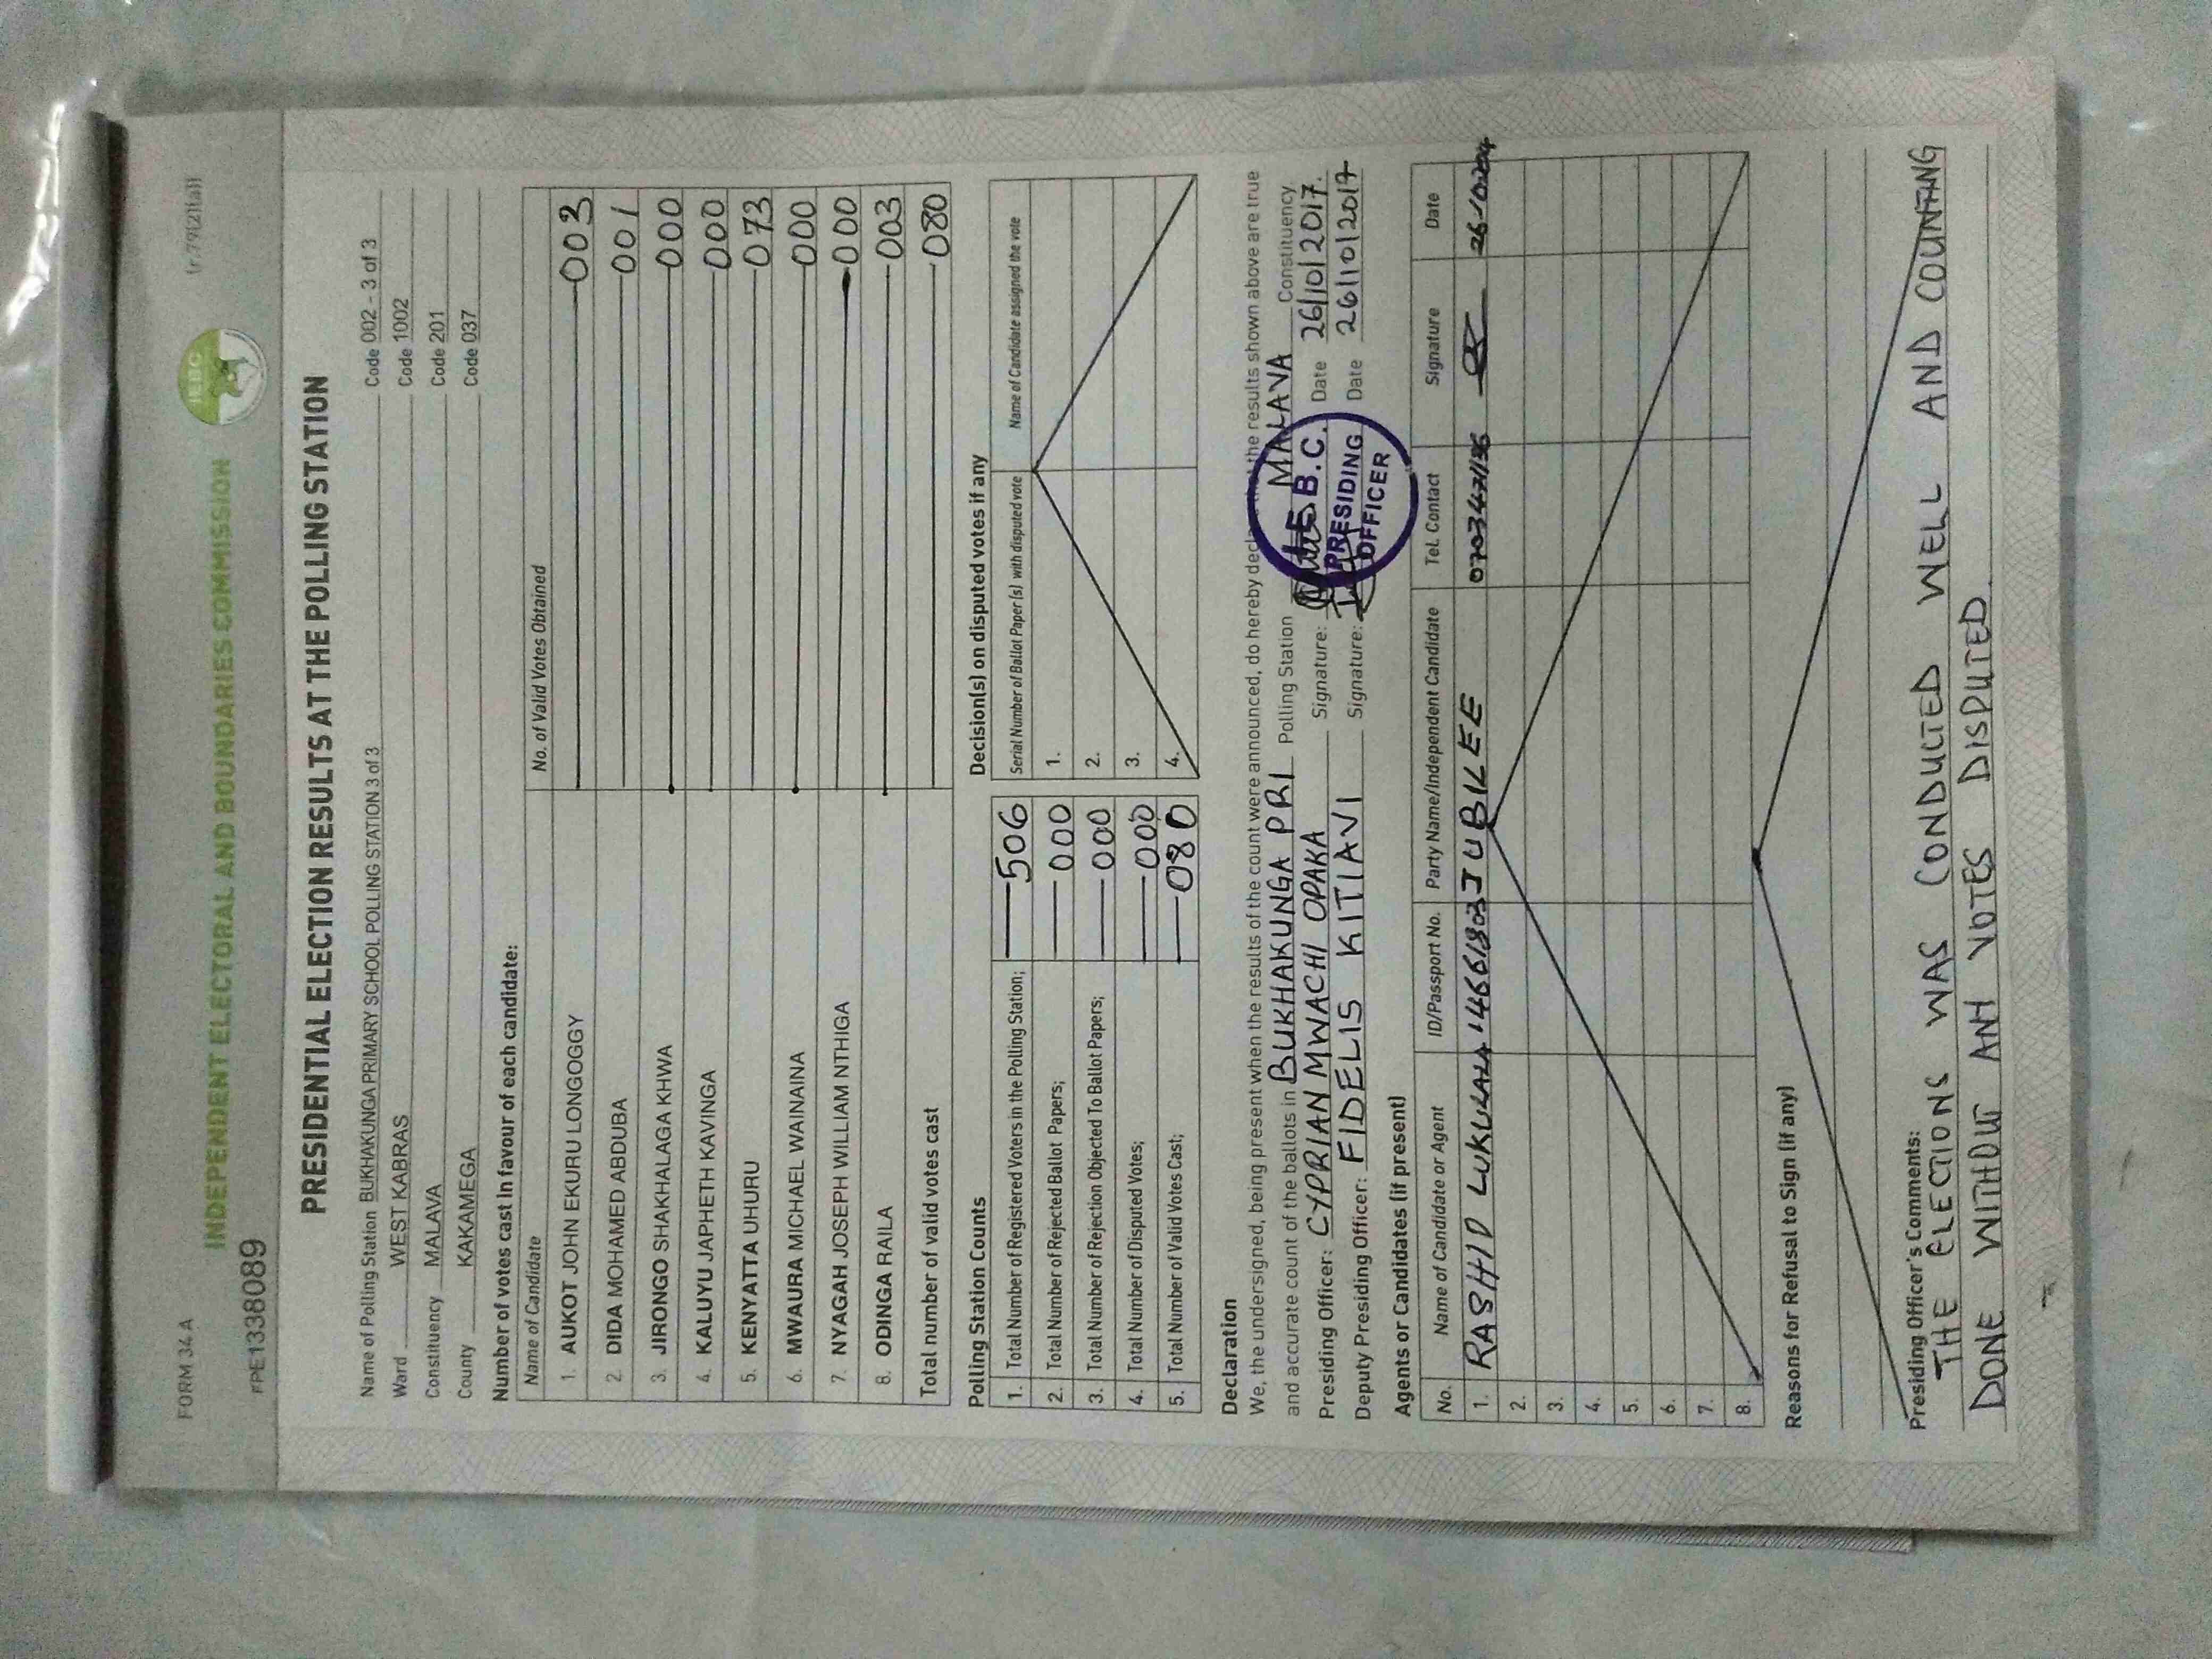 FORM 34 A
(r.79(2)(a))
INDEPENDENT ELECTORAL AND BOUNDARIES COMMISSION
IEBC
PE1338089
PRESIDENTIAL ELECTION RESULTS AT THE POLLING STATION
Name of Polling Station BUKHAKUNGA PRIMARY SCHOOL POLLING STATION 3 of 3 Code 002 - 3 of 3
Ward WEST KABRAS Code 1002
Constituency MALAVA Code 201
County KAKAMEGA Code 037
Number of votes cast in favour of each candidate:
Name of Candidate No. of Valid Votes Obtained
1. AUKOT JOHN EKURU LONGOGGY 003
2. DIDA MOHAMED ABDUBA 001
3. JIRONGO SHAKHALAGA KHWA 000
4. KALUYU JAPHETH KAVINGA 000
5. KENYATTA UHURU 073
6. MWAURA MICHAEL WAINAINA 000
7. NYAGAH JOSEPH WILLIAM NTHIGA 000
8. ODINGA RAILA 003
Total number of valid votes cast 080
Polling Station Counts
1. Total Number of Registered Voters in the Polling Station; 506
2. Total Number of Rejected Ballot Papers; 000
3. Total Number of Rejection Objected To Ballot Papers; 000
4. Total Number of Disputed Votes; 000
5. Total Number of Valid Votes Cast; 080
Decision(s) on disputed votes if any
Serial Number of Ballot Paper (s) with disputed vote Name of Candidate assigned the vote
1.
2.
3.
4.
Declaration
We, the undersigned, being present when the results of the count were announced, do hereby the results shown above are true
and accurate count of the ballots in BUKHAKUNGA PRI Polling Station MALAVA Constituency.
Presiding Officer: CYPRIAN MWACHI OPAKA Signature: Date 26/10/2017.
Deputy Presiding Officer: FIDELIS KITIAVI Signature: Date 26/10/2017
B.C.
PRESIDING
OFFICER
Agents or Candidates (if present)
No. Name of Candidate or Agent ID/Passport No. Party Name/Independent Candidate Tel. Contact Signature Date
1. RASHID JUBILEE
2.
3.
4.
5.
6.
7.
8.
Reasons for Refusal to Sign (if any)
Presiding Officer's Comments:
THE ELECTIONS WAS CONDUCTED WELL AND COUNTING
DONE WITHOUT ANY VOTES DISPUTED.